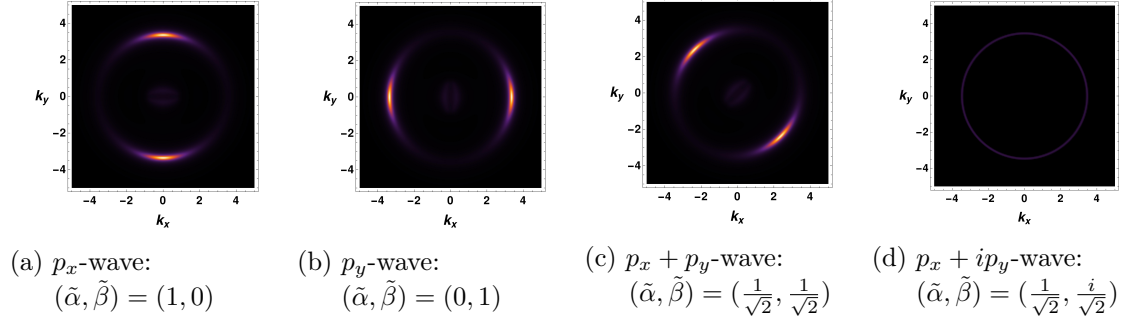 4
2
0
−2
−4
k_y
−4 −2 0 2 4
k_x
4
2
0
−2
−4
k_y
−4 −2 0 2 4
k_x
4
2
0
−2
−4
k_y
−4 −2 0 2 4
k_x
4
2
0
−2
−4
k_y
−4 −2 0 2 4
k_x
(a) p_x-wave:
(α̃, β̃) = (1, 0)
(b) p_y-wave:
(α̃, β̃) = (0, 1)
(c) p_x + p_y-wave:
(α̃, β̃) = (1/√2, 1/√2)
(d) p_x + ip_y-wave:
(α̃, β̃) = (1/√2, i/√2)